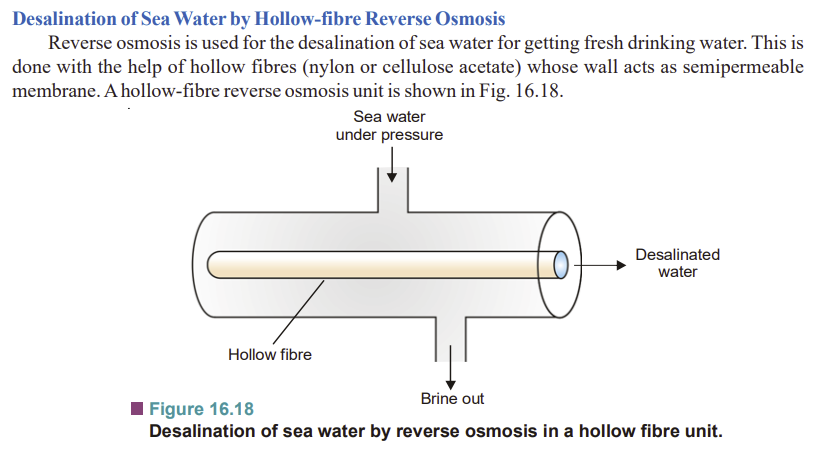 Desalination of Sea Water by Hollow-fibre Reverse Osmosis
Reverse osmosis is used for the desalination of sea water for getting fresh drinking water. This is
done with the help of hollow fibres (nylon or cellulose acetate) whose wall acts as semipermeable
membrane. A hollow-fibre reverse osmosis unit is shown in Fig. 16.18.
Sea water
under pressure
Desalinated
water
Hollow fibre
Brine out
Figure 16.18
Desalination of sea water by reverse osmosis in a hollow fibre unit.